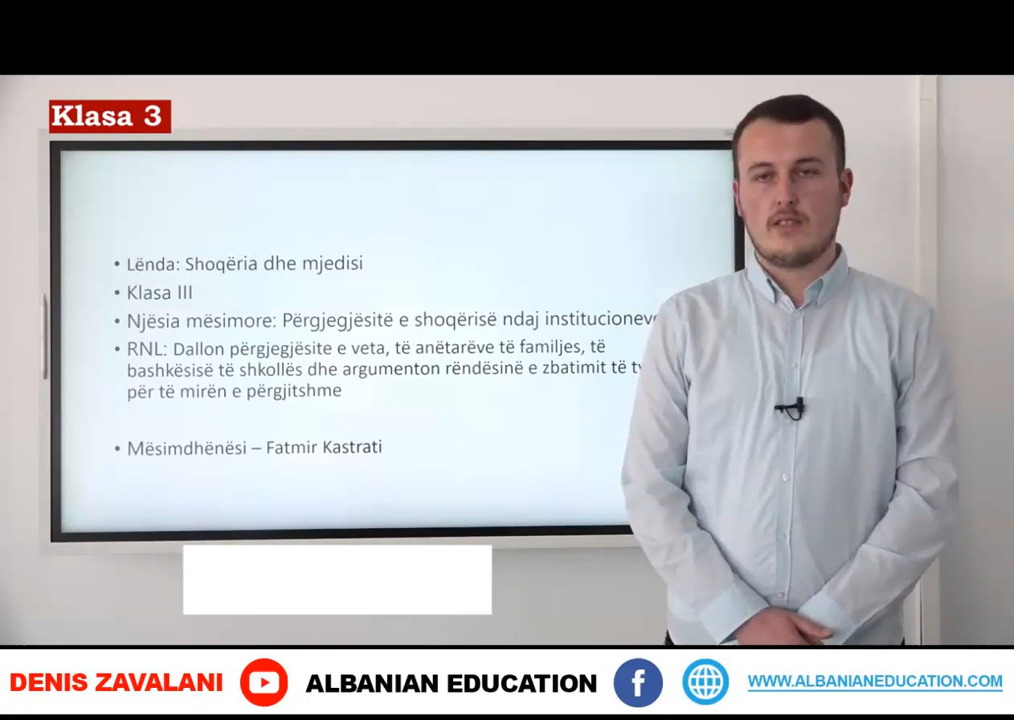 Klasa 3
• Lënda: Shoqëria dhe mjedisi
• Klasa III
• Njësia mësimore: Përgjegjësitë e shoqërisë ndaj
• RNL: Dallon përgjegjësite e veta, të anëtarëve të familjes, të
bashkësisë të shkollës dhe argumenton rëndësinë e zbatimit të
për të mirën e përgjitshme
• Mësimdhënësi – Fatmir Kastrati
DENIS ZAVALANI
ALBANIAN EDUCATION
WWW.ALBANIANEDUCATION.COM